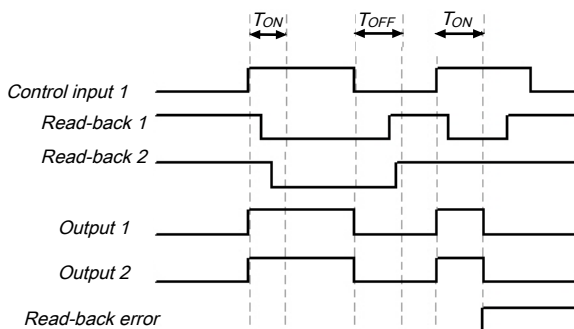 TON TOFF TON
Control input 1
Read-back 1
Read-back 2
Output 1
Output 2
Read-back error